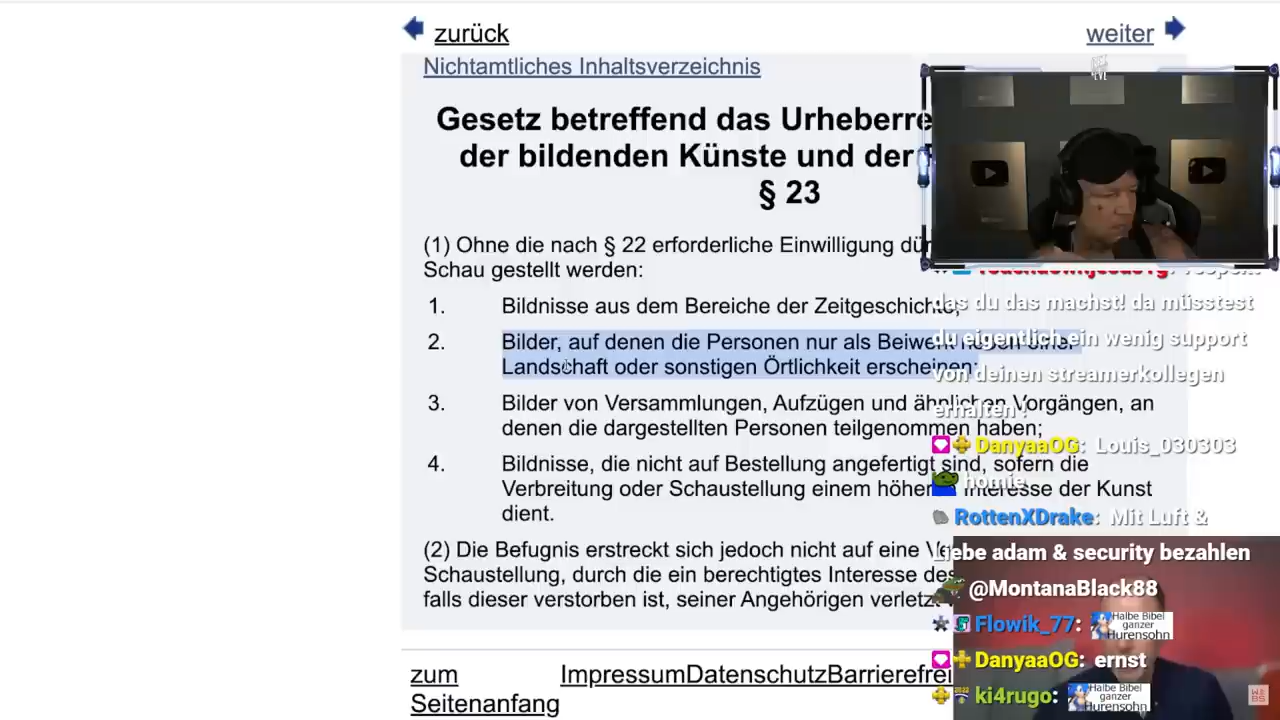 zurück
weiter
Nichtamtliches Inhaltsverzeichnis
Gesetz betreffend das
der bildenden Künste und der
§ 23
(1) Ohne die nach § 22 erforderliche Einwilligung
Schau gestellt werden:
1. Bildnisse aus dem Bereiche der Zeitgeschichte;
2. Bilder, auf denen die Personen nur als Beiwerk neben einer
Landschaft oder sonstigen Örtlichkeit erscheinen;
3. Bilder von Versammlungen, Aufzügen und ähnlichen Vorgängen, an
denen die dargestellten Personen teilgenommen haben;
4. Bildnisse, die nicht auf Bestellung angefertigt sind, sofern die
Verbreitung oder Schaustellung einem höheren Interesse der Kunst
dient.
(2) Die Befugnis erstreckt sich jedoch nicht auf eine
Schaustellung, durch die ein berechtigtes Interesse
falls dieser verstorben ist, seiner Angehörigen
zum
Seitenanfang
Impressum Datenschutz
das du das machst! da müsstest
du eigentlich ein wenig support
von deinen streamerkollegen
erhalten !
DanyaaOG: Louis_030303
homie
RottenXDrake: Mit Luft &
Liebe adam & security bezahlen
@MontanaBlack88
Flowik_77: Halbe Bibel
ganzer
Hurensohn
DanyaaOG: ernst
ki4rugo: Halbe Bibel
ganzer
Hurensohn